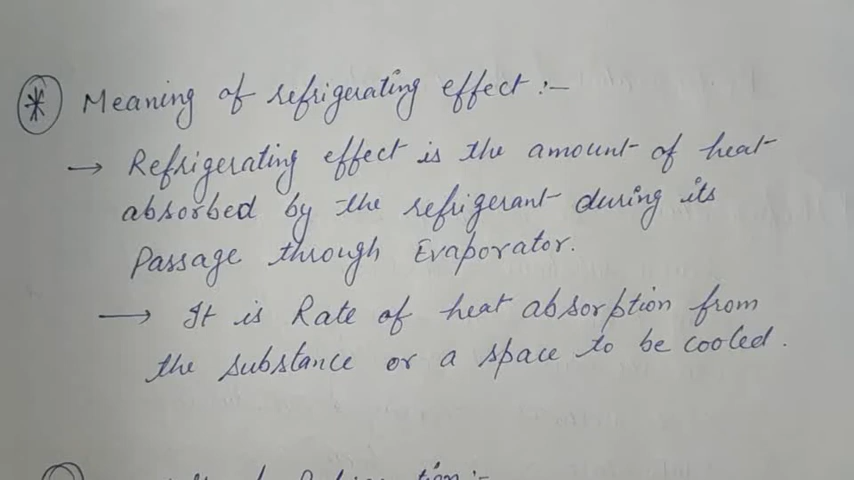 * Meaning of refrigerating effect :-
→ Refrigerating effect is the amount of heat
absorbed by the refrigerant during its
Passage through Evaporator.
→ It is Rate of heat absorption from
the substance or a space to be cooled.